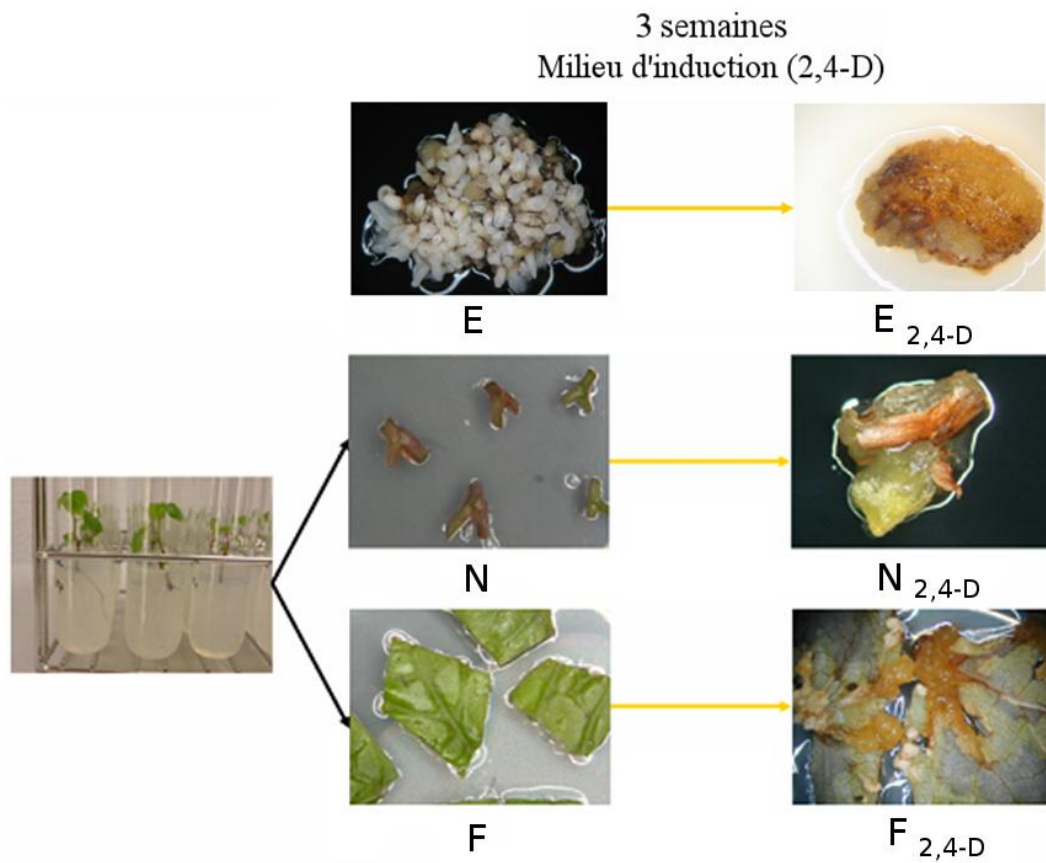 3 semaines
Milieu d'induction (2,4-D)
E
E 2,4-D
N
N 2,4-D
F
F 2,4-D